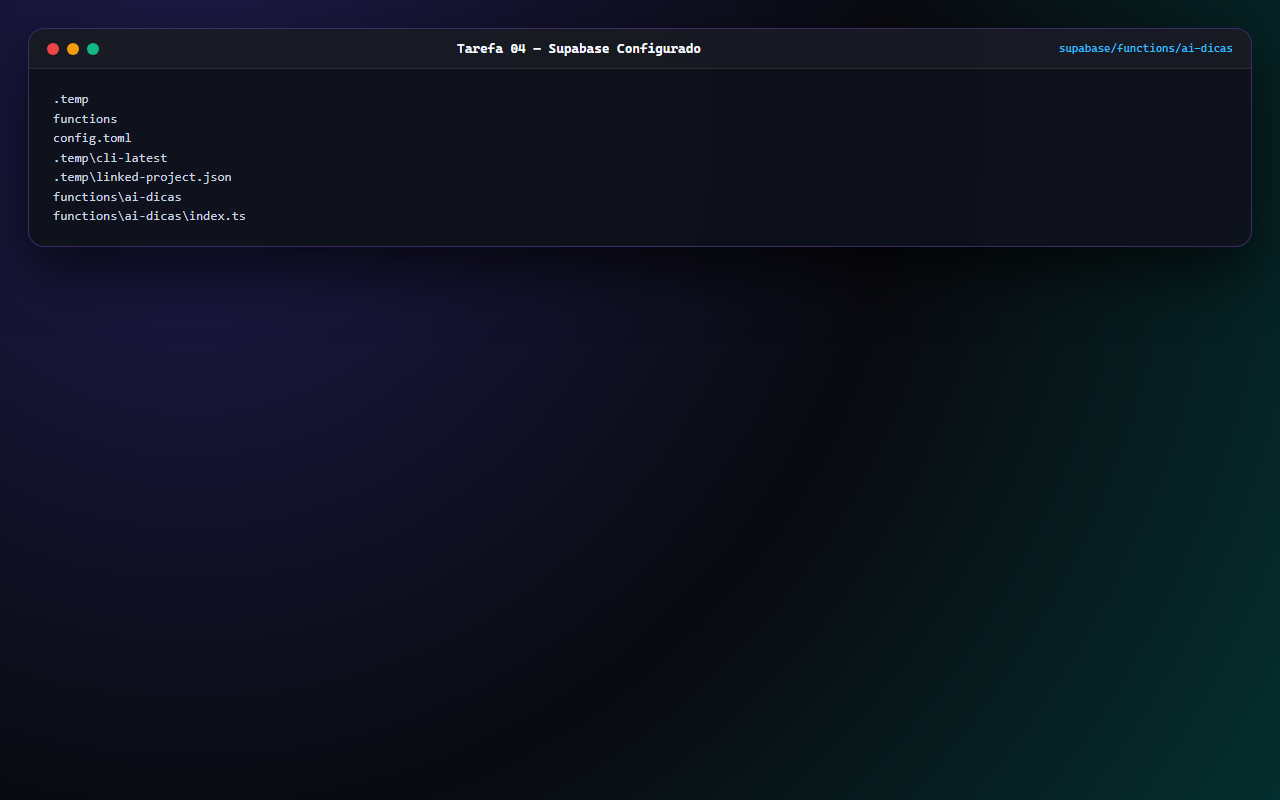 Tarefa 04 — Supabase Configurado
supabase/functions/ai-dicas
.temp
functions
config.toml
.temp\cli-latest
.temp\linked-project.json
functions\ai-dicas
functions\ai-dicas\index.ts